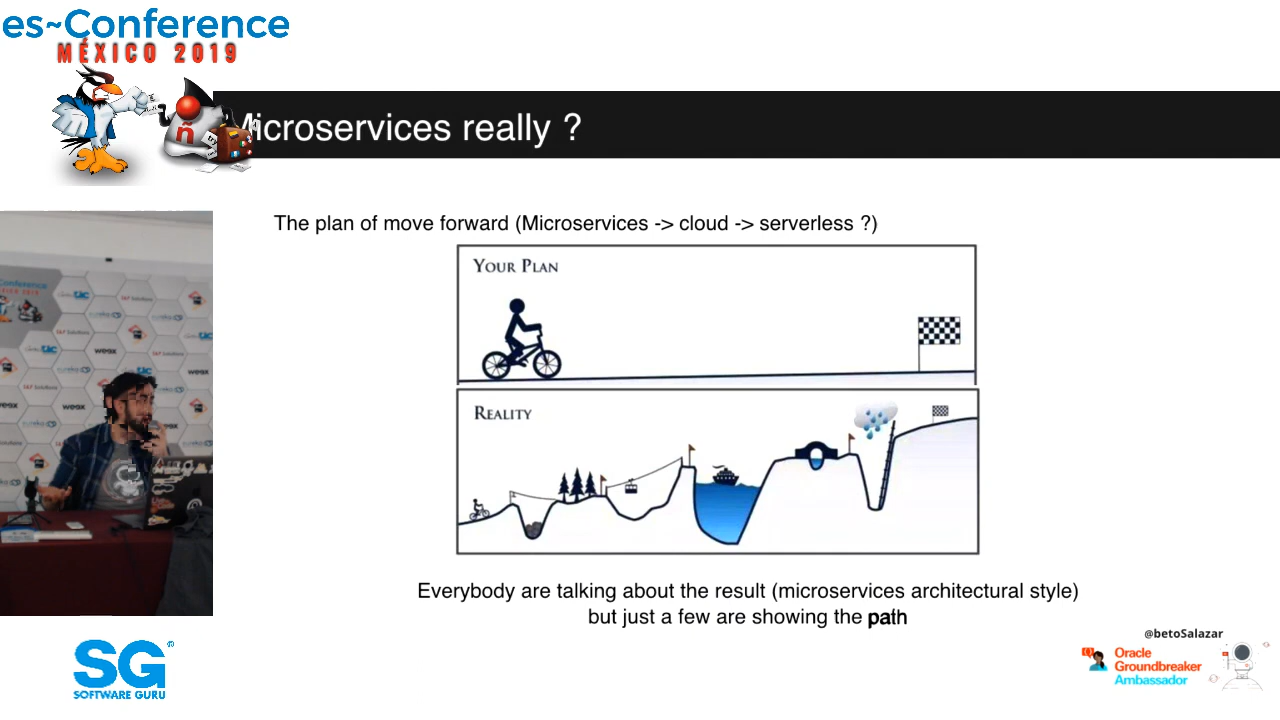 es~Conference
MÉXICO 2019
Microservices really ?
ñ
The plan of move forward (Microservices -> cloud -> serverless ?)
YOUR PLAN
REALITY
Everybody are talking about the result (microservices architectural style)
but just a few are showing the path
@betoSalazar
Oracle
Groundbreaker
Ambassador
SG
SOFTWARE GURU